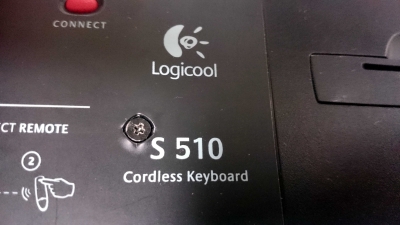 CONNECT
Logicool
CT REMOTE
S 510
2
Cordless Keyboard